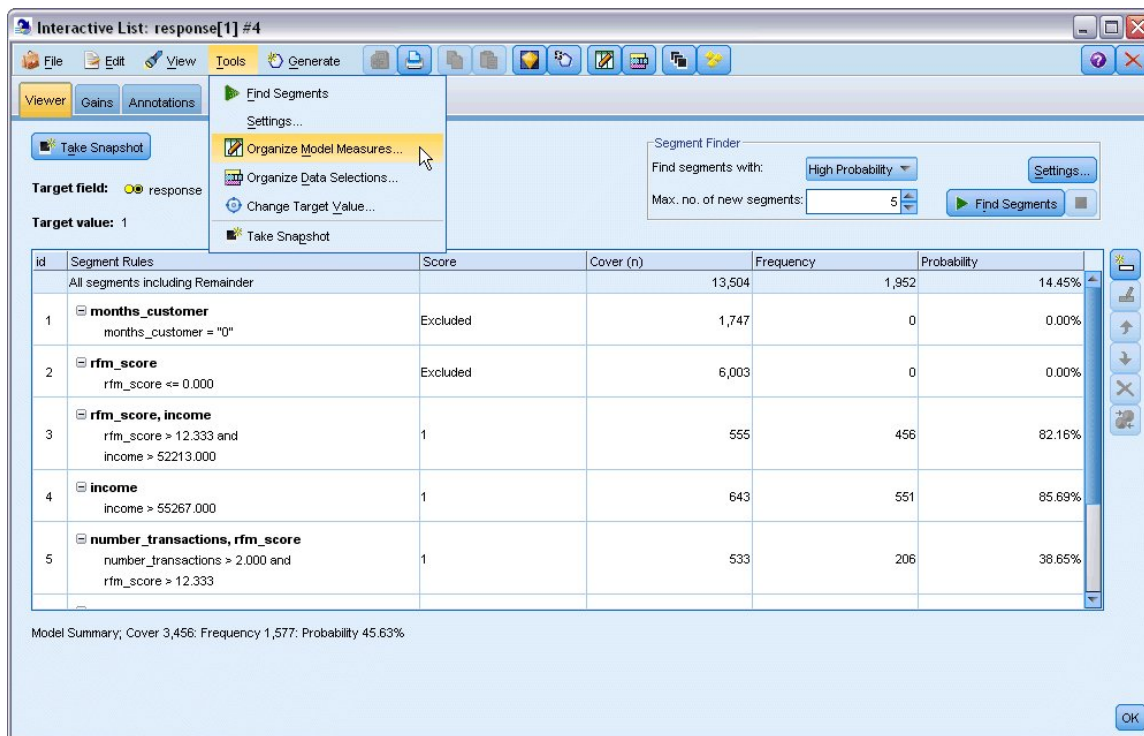 Interactive List: response[1] #4
File Edit View Tools Generate
Viewer Gains Annotations
Find Segments
Settings...
Organize Model Measures...
Organize Data Selections...
Change Target Value...
Take Snapshot
Take Snapshot
Target field: response
Target value: 1
Segment Finder
Find segments with: High Probability Settings...
Max. no. of new segments: 5 Find Segments
id Segment Rules Score Cover (n) Frequency Probability
All segments including Remainder 13,504 1,952 14.45%
1 months_customer Excluded 1,747 0 0.00%
months_customer = "0"
2 rfm_score Excluded 6,003 0 0.00%
rfm_score <= 0.000
3 rfm_score, income 1 555 456 82.16%
rfm_score > 12.333 and
income > 52213.000
4 income 1 643 551 85.69%
income > 55267.000
5 number_transactions, rfm_score 1 533 206 38.65%
number_transactions > 2.000 and
rfm_score > 12.333
Model Summary; Cover 3,456: Frequency 1,577: Probability 45.63%
OK